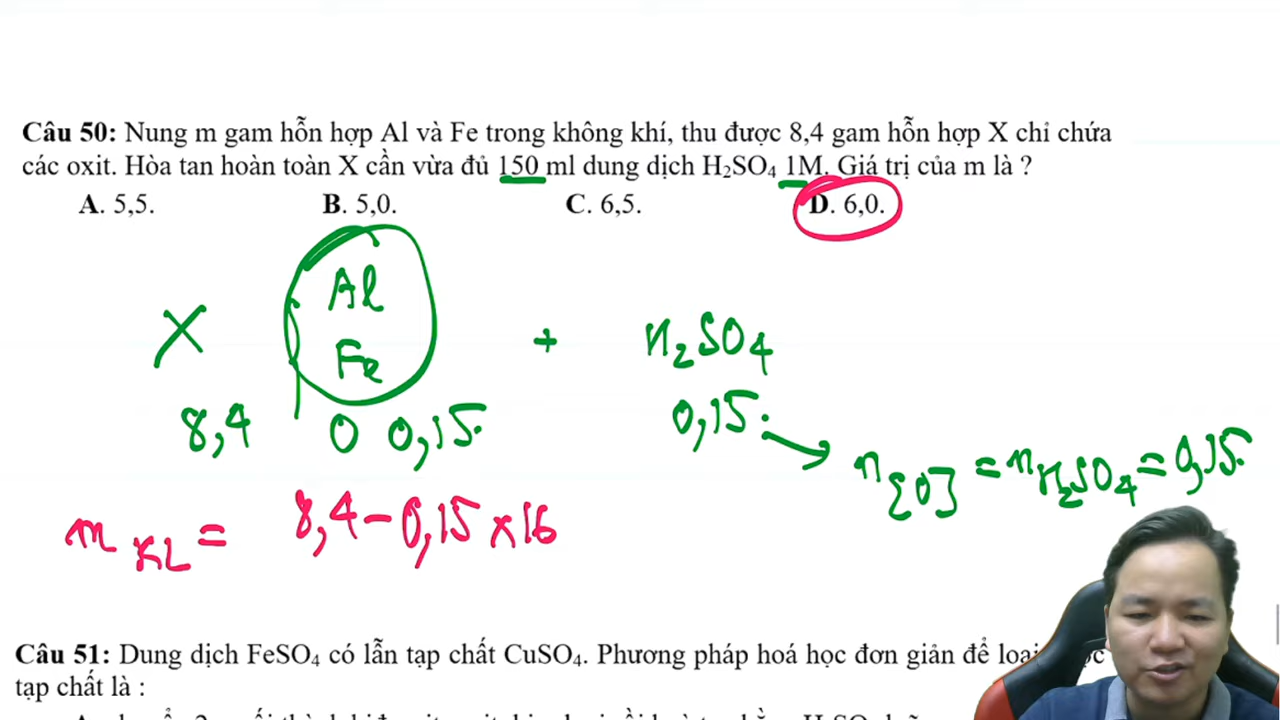 Câu 50: Nung m gam hỗn hợp Al và Fe trong không khí, thu được 8,4 gam hỗn hợp X chỉ chứa
các oxit. Hòa tan hoàn toàn X cần vừa đủ 150 ml dung dịch H₂SO₄ 1M. Giá trị của m là ?
A. 5,5. B. 5,0. C. 6,5. D. 6,0.
Al
X + H₂SO₄
Fe
8,4 O 0,15 0,15
n[O] = nH₂SO₄ = 0,15
m KL = 8,4 - 0,15 x 16
Câu 51: Dung dịch FeSO₄ có lẫn tạp chất CuSO₄. Phương pháp hoá học đơn giản để
tạp chất là :